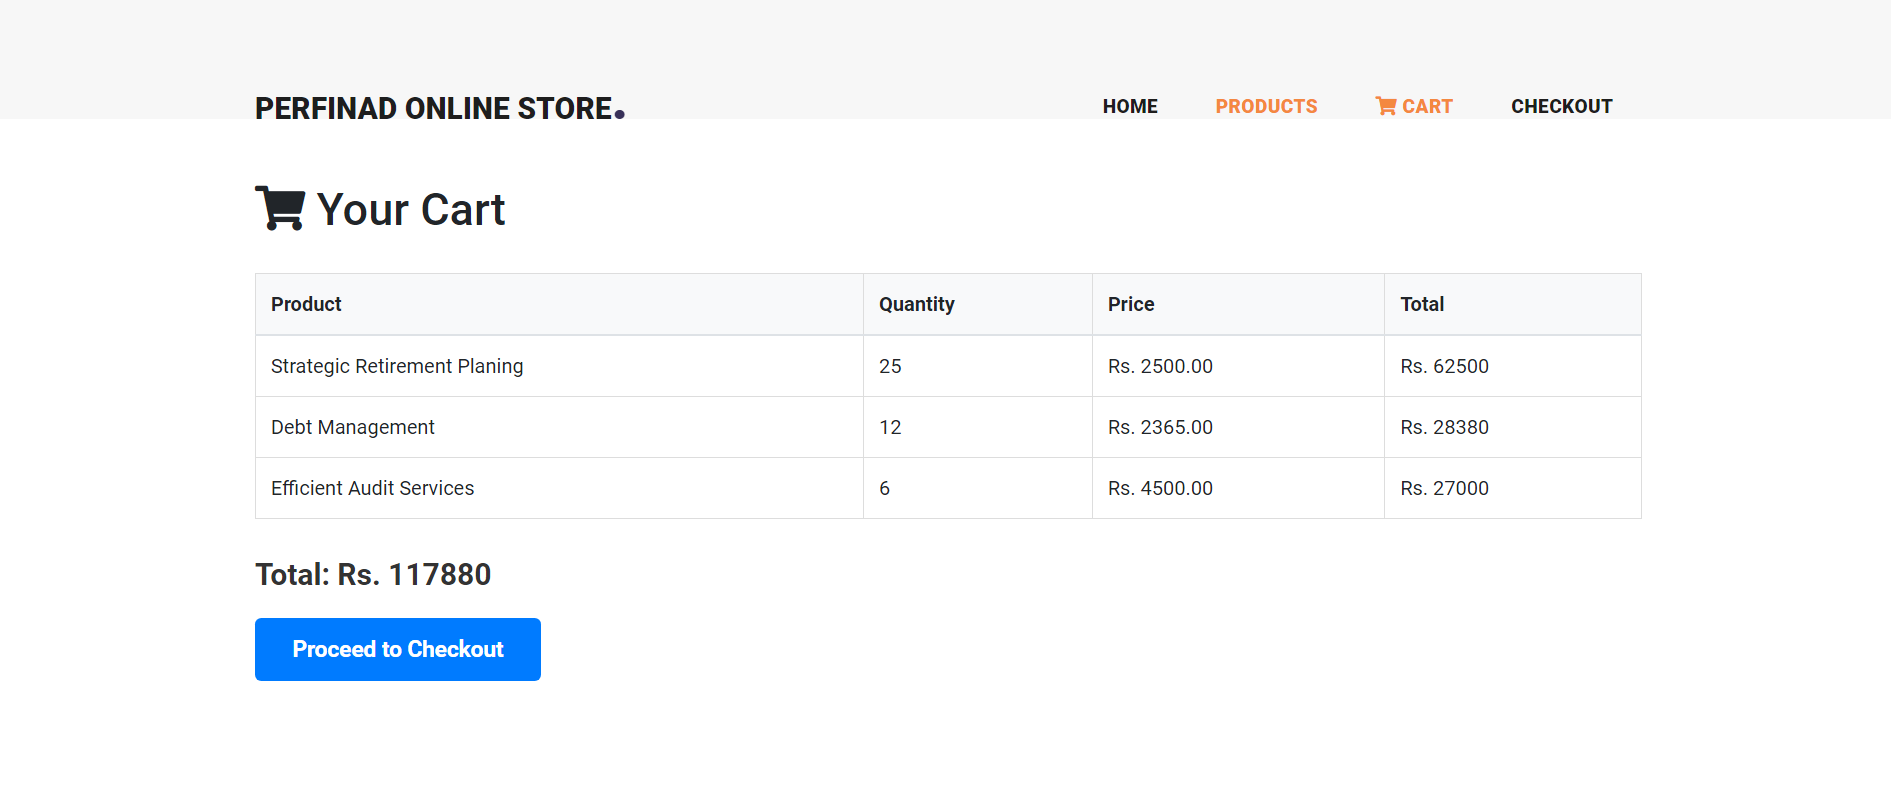 PERFINAD ONLINE STORE.
HOME PRODUCTS CART CHECKOUT
Your Cart
Product Quantity Price Total
Strategic Retirement Planing 25 Rs. 2500.00 Rs. 62500
Debt Management 12 Rs. 2365.00 Rs. 28380
Efficient Audit Services 6 Rs. 4500.00 Rs. 27000
Total: Rs. 117880
Proceed to Checkout